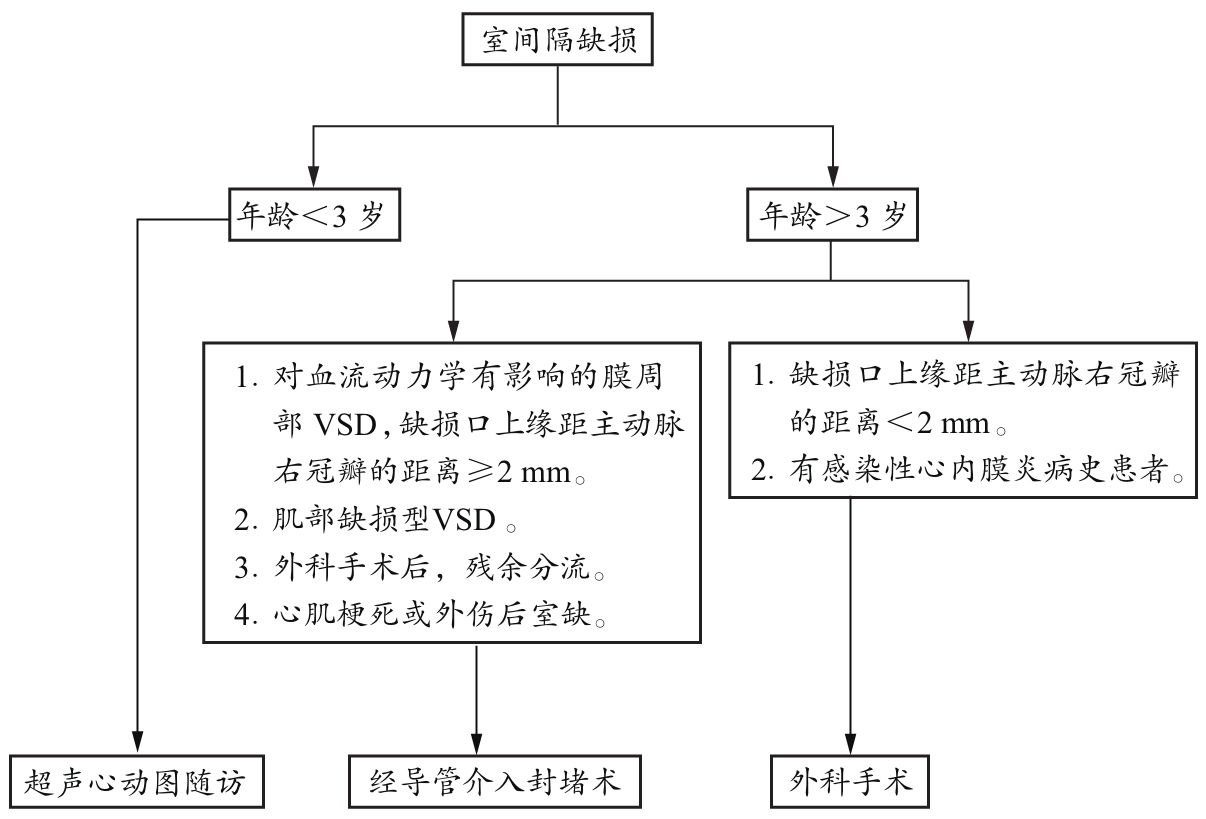 室间隔缺损
年龄＜3 岁
年龄＞3 岁
1. 对血流动力学有影响的膜周
部 VSD,缺损口上缘距主动脉
右冠瓣的距离≥2 mm。
2. 肌部缺损型VSD 。
3. 外科手术后，残余分流。
4. 心肌梗死或外伤后室缺。
1. 缺损口上缘距主动脉右冠瓣
的距离＜2 mm。
2. 有感染性心内膜炎病史患者。
超声心动图随访
经导管介入封堵术
外科手术